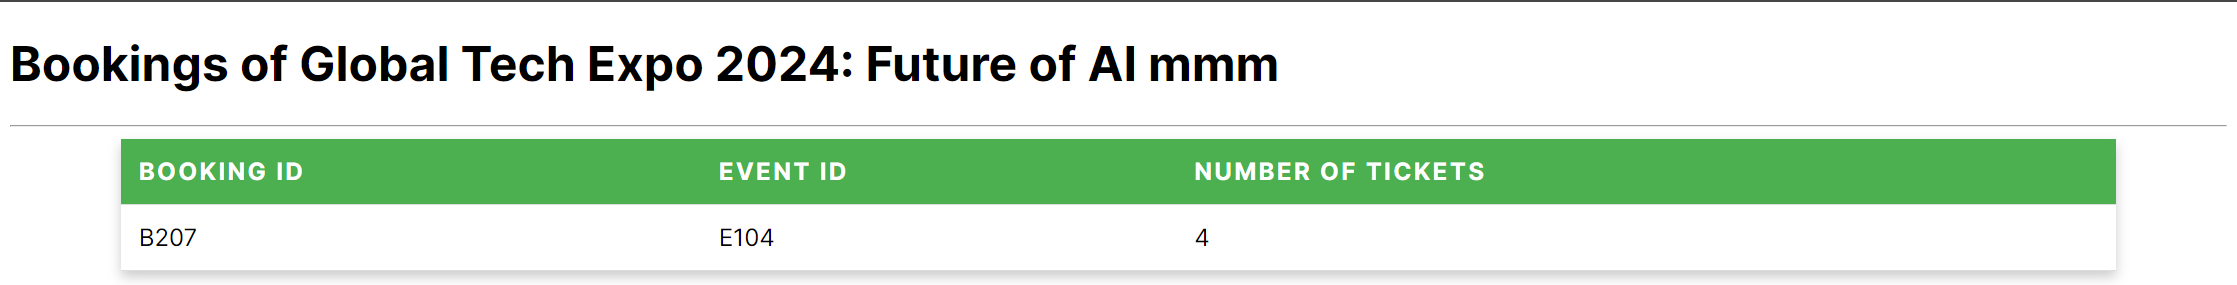 Bookings of Global Tech Expo 2024: Future of AI mmm
BOOKING ID EVENT ID NUMBER OF TICKETS
B207 E104 4